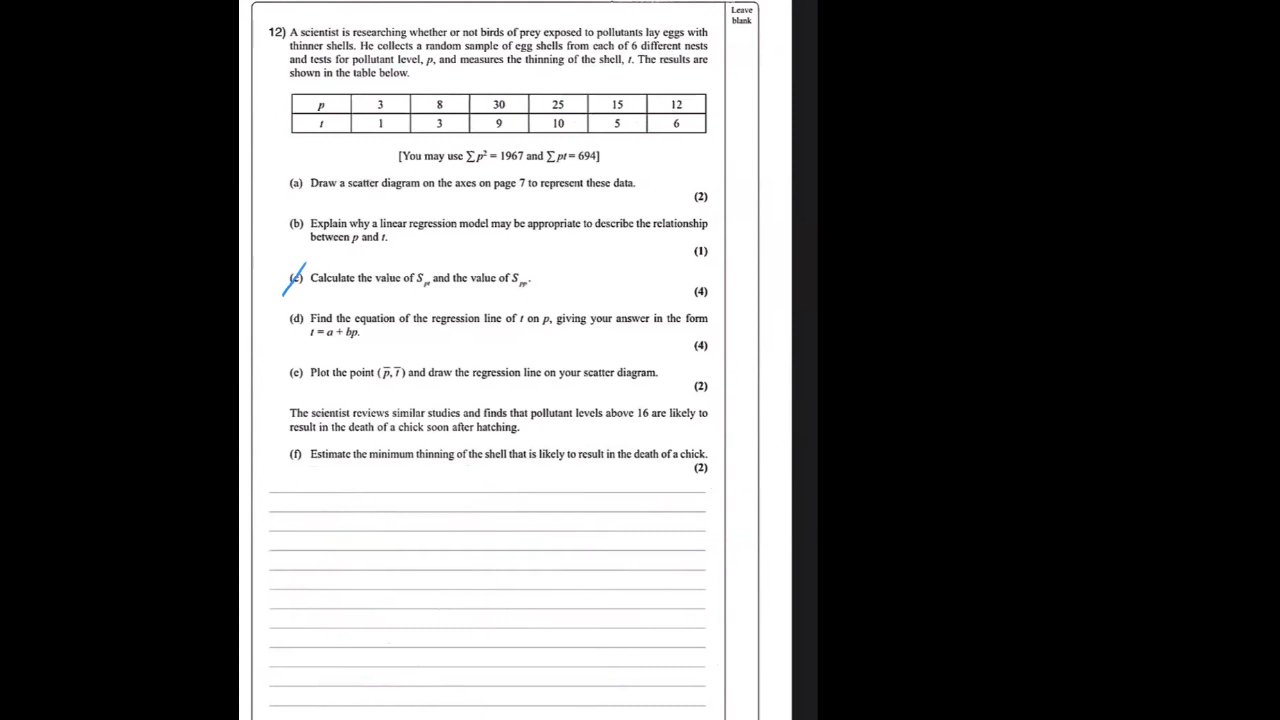 Leave
blank
12) A scientist is researching whether or not birds of prey exposed to pollutants lay eggs with
thinner shells. He collects a random sample of egg shells from each of 6 different nests
and tests for pollutant level, p, and measures the thinning of the shell, t. The results are
shown in the table below.
p 3 8 30 25 15 12
t 1 3 9 10 5 6
[You may use ∑p² = 1967 and ∑pt = 694]
(a) Draw a scatter diagram on the axes on page 7 to represent these data.
(2)
(b) Explain why a linear regression model may be appropriate to describe the relationship
between p and t.
(1)
(c) Calculate the value of Spt and the value of Spp.
(4)
(d) Find the equation of the regression line of t on p, giving your answer in the form
t = a + bp.
(4)
(e) Plot the point (p̅, t̅) and draw the regression line on your scatter diagram.
(2)
The scientist reviews similar studies and finds that pollutant levels above 16 are likely to
result in the death of a chick soon after hatching.
(f) Estimate the minimum thinning of the shell that is likely to result in the death of a chick.
(2)